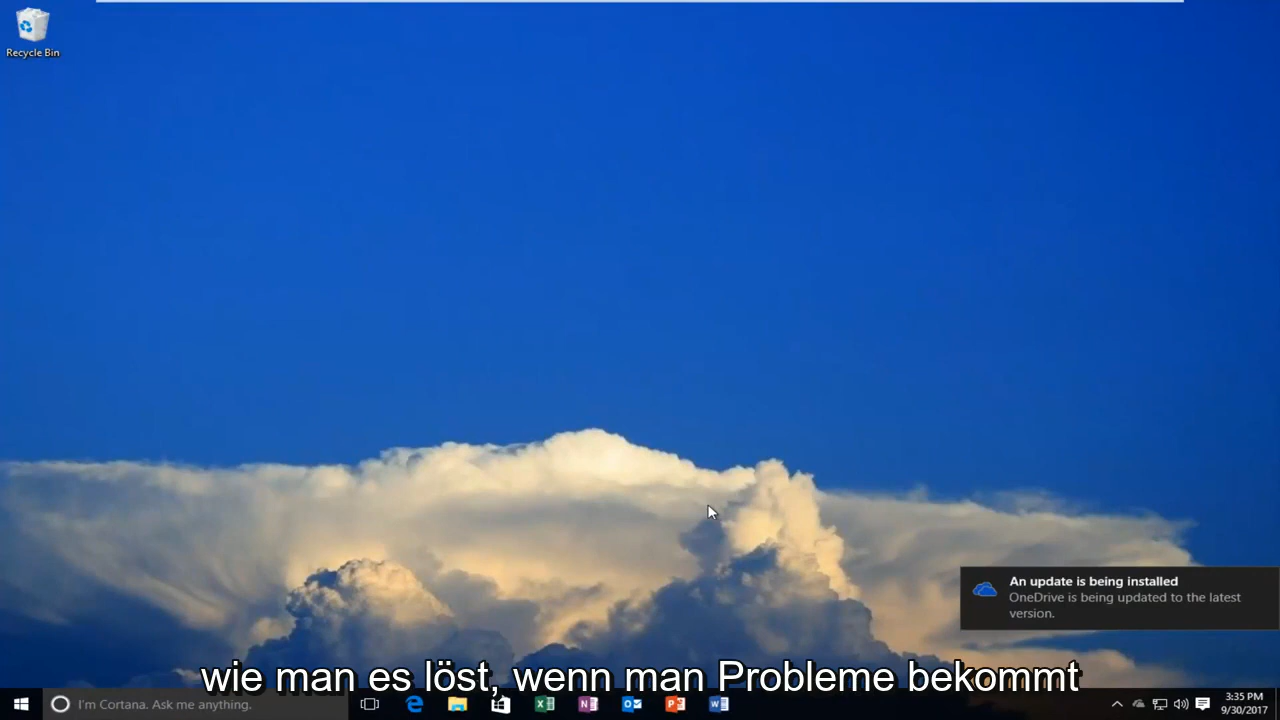 Recycle Bin
An update is being installed
OneDrive is being updated to the latest
version.
wie man es löst, wenn man Probleme bekommt
I'm Cortana. Ask me anything.
3:35 PM
9/30/2017